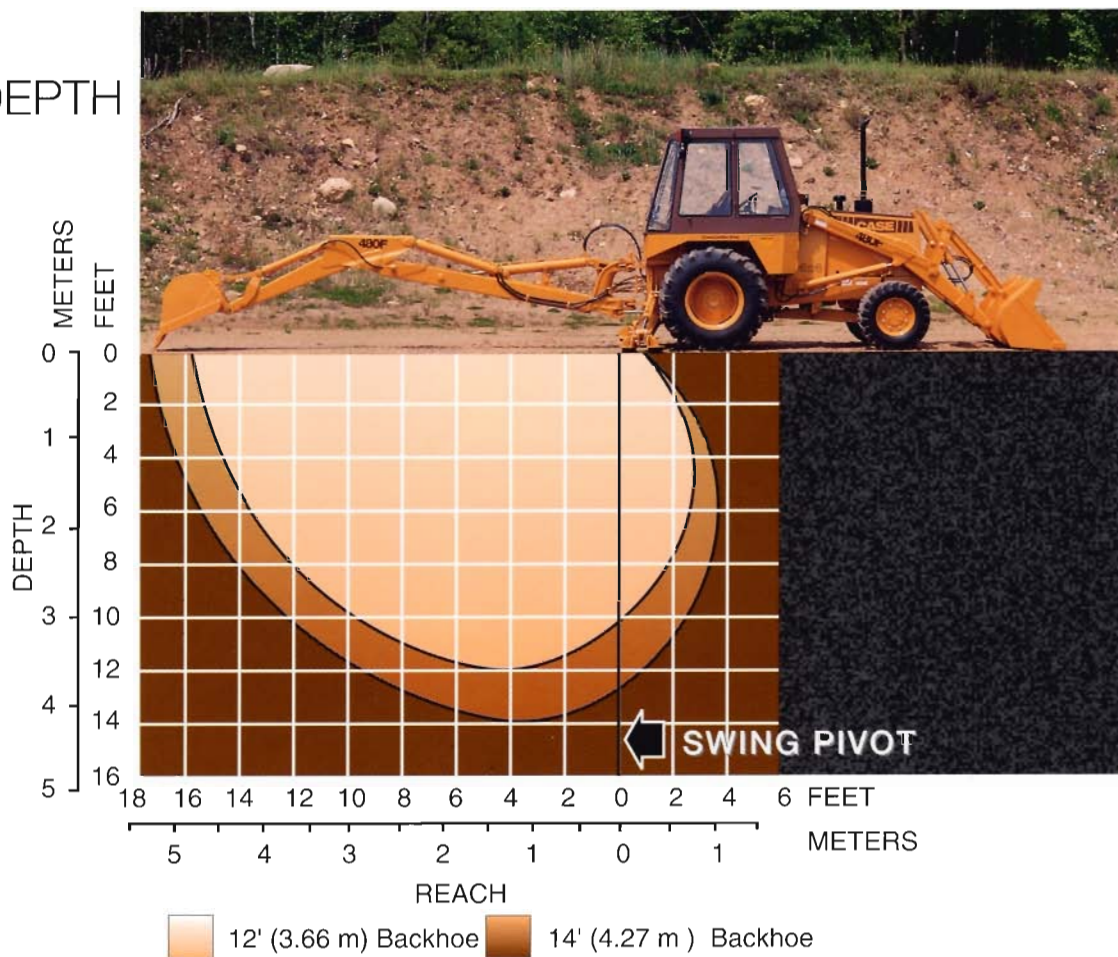 DEPTH
480F
CASE
480F
METERS
FEET
0 0
2
1
4
6
2
8
10
3
12
4
14
5 16
DEPTH
SWING PIVOT
18 16 14 12 10 8 6 4 2 0 2 4 6 FEET
5 4 3 2 1 0 1 METERS
REACH
12' (3.66 m) Backhoe 14' (4.27 m ) Backhoe